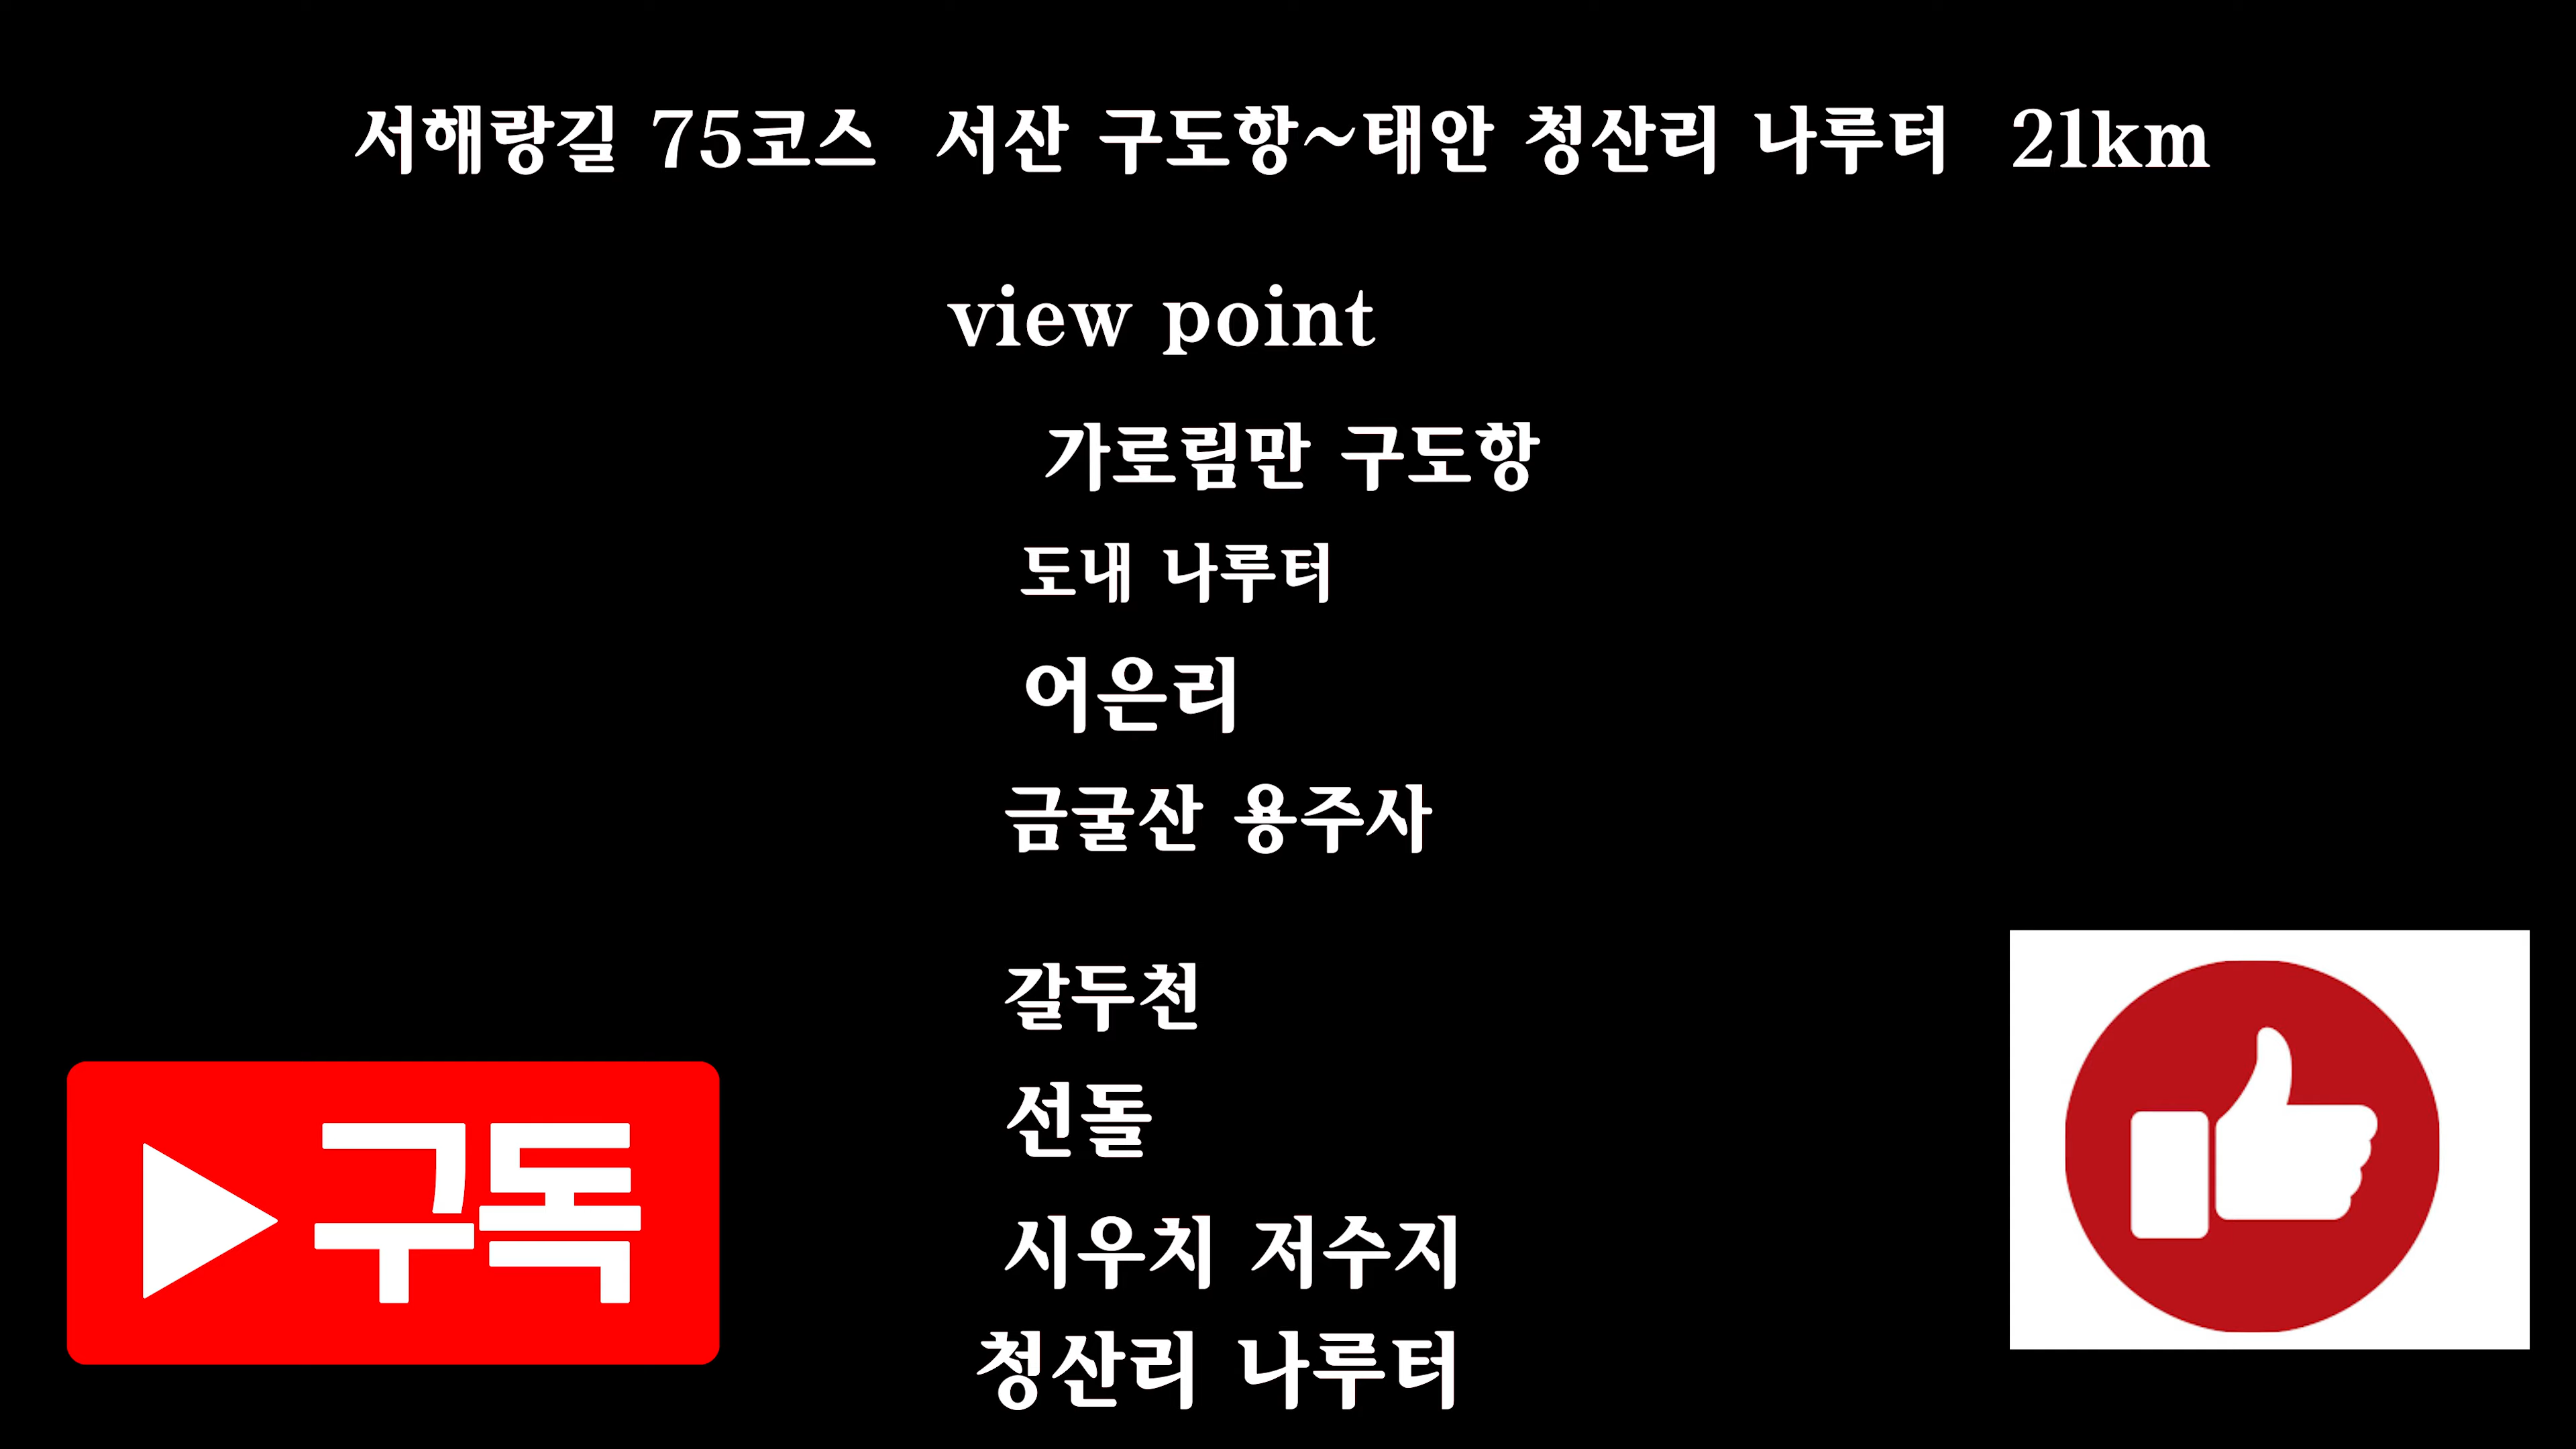 서해랑길 75코스 서산 구도항~태안 청산리 나루터 21km
view point
가로림만 구도항
도내 나루터
어은리
금굴산 용주사
갈두천
선돌
시우치 저수지
청산리 나루터
구독